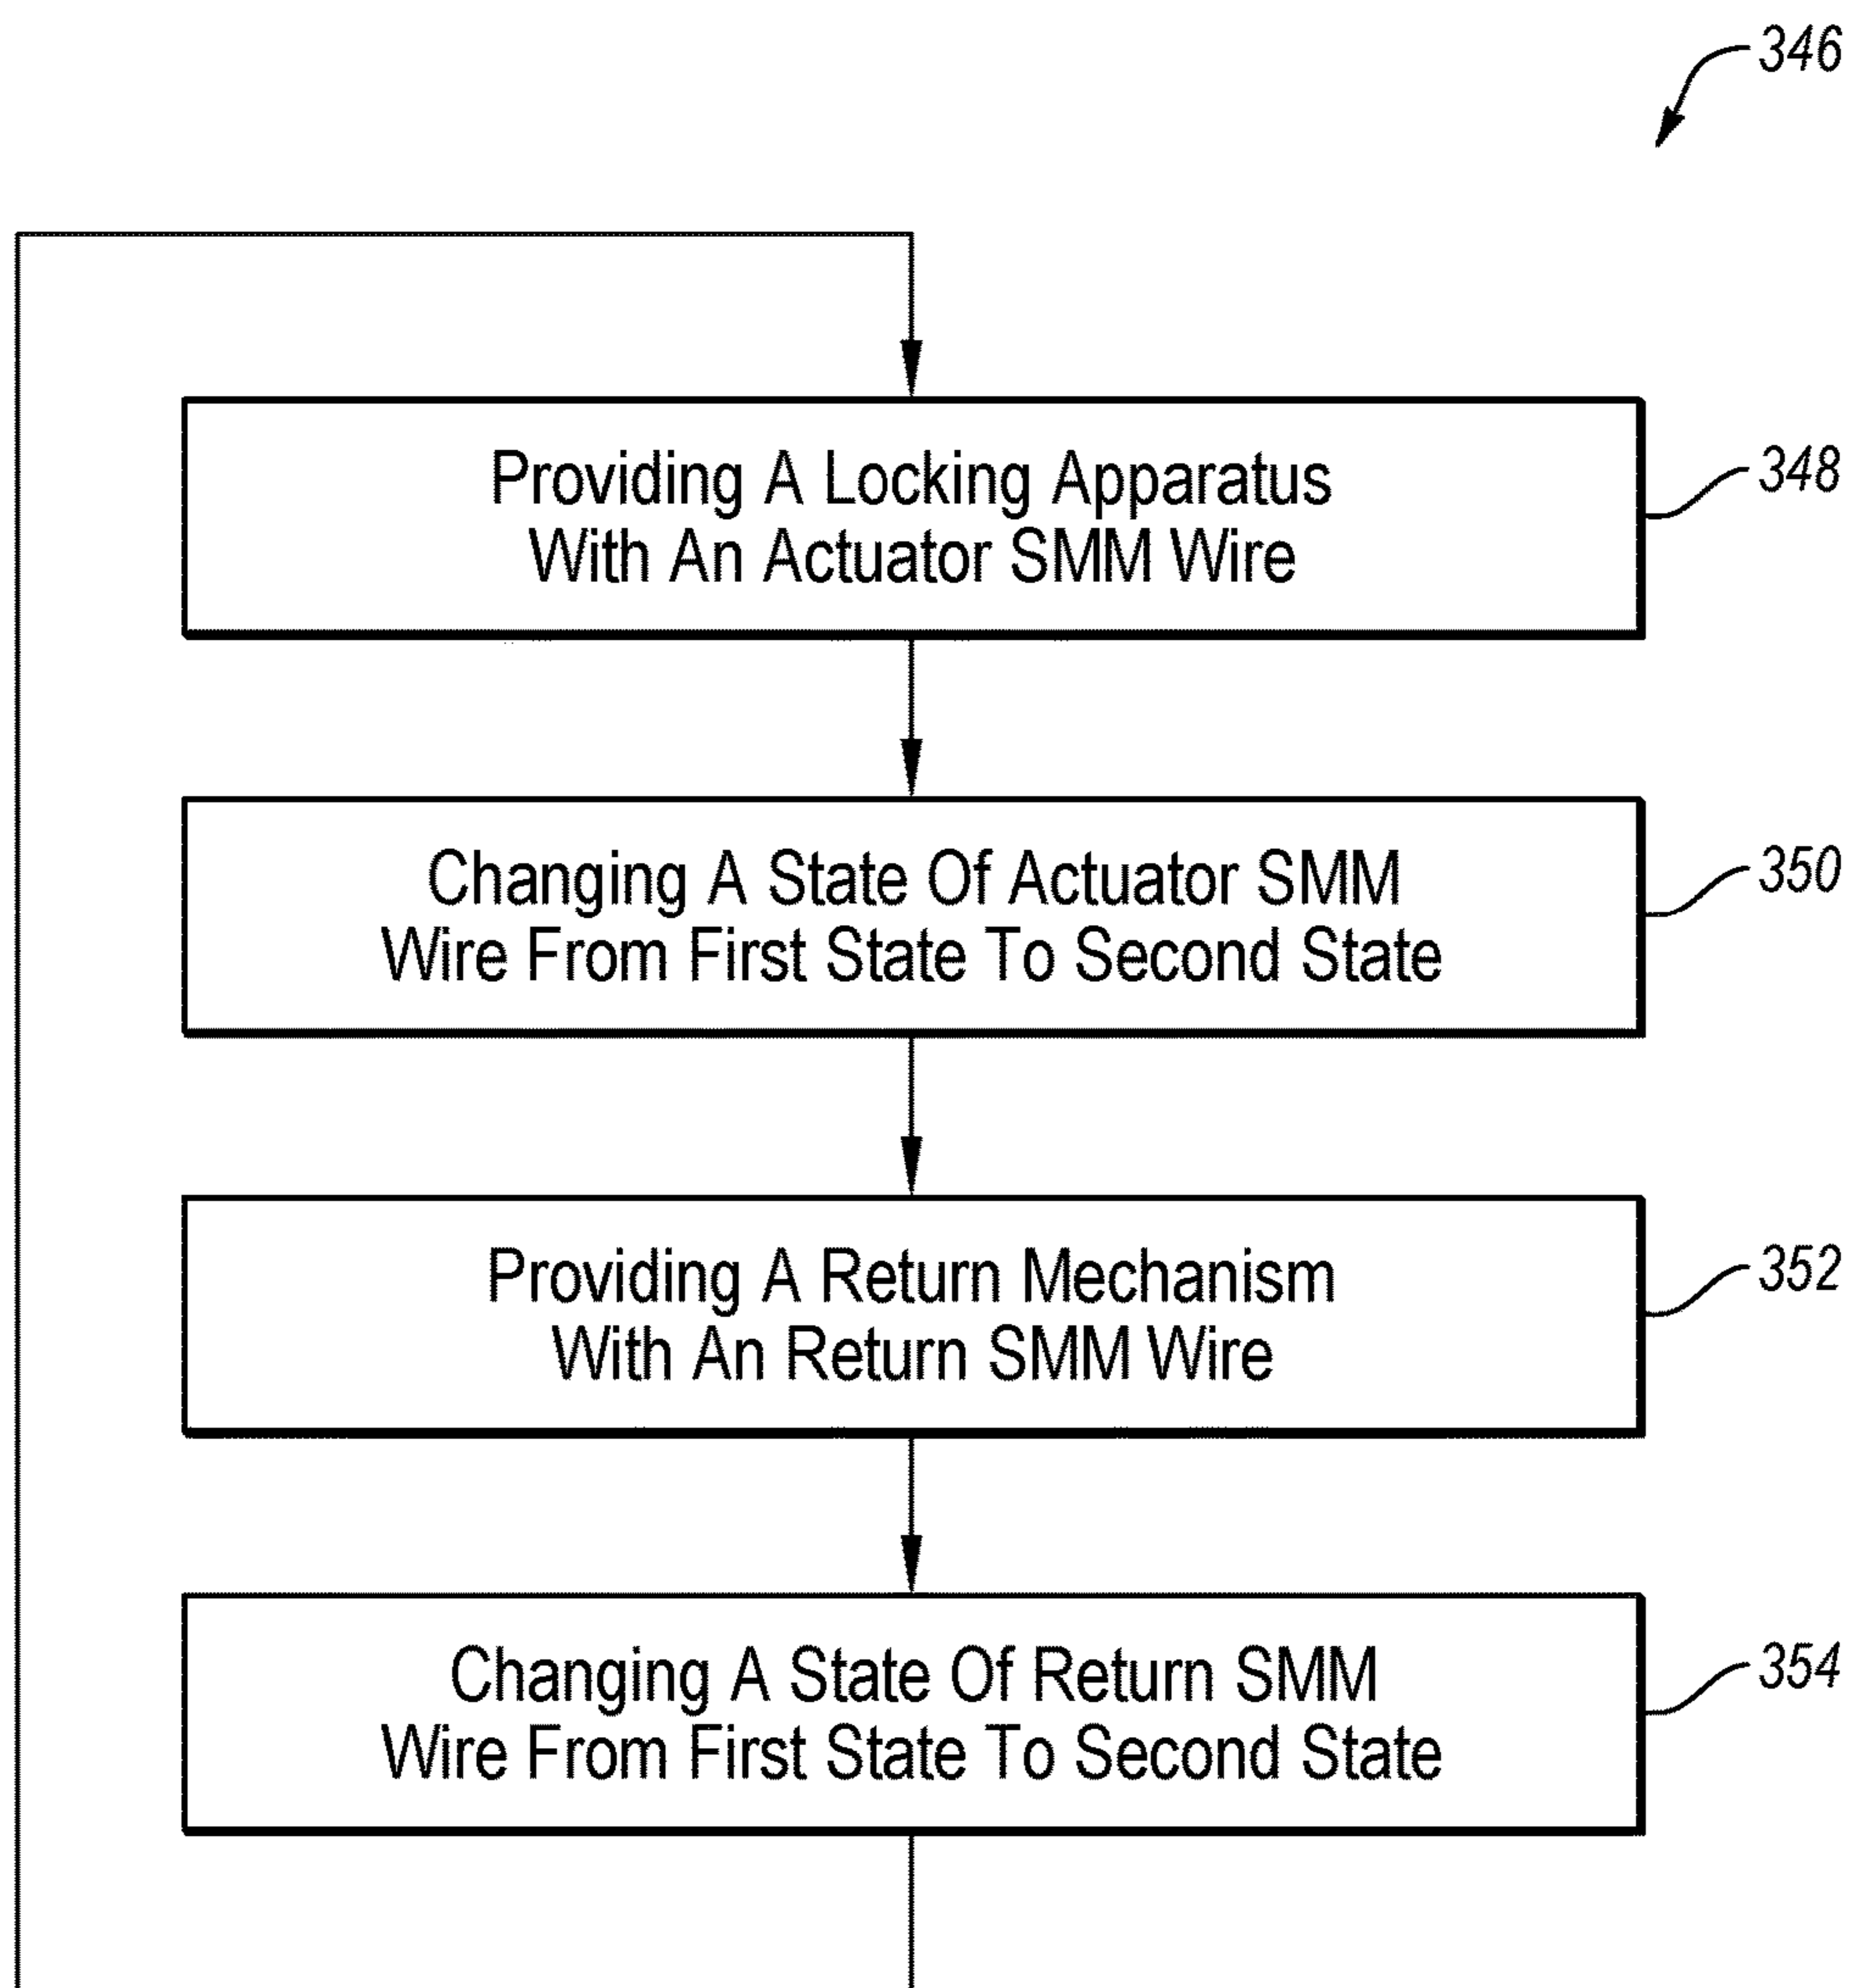 346
Providing A Locking Apparatus
With An Actuator SMM Wire
348
Changing A State Of Actuator SMM
Wire From First State To Second State
350
Providing A Return Mechanism
With An Return SMM Wire
352
Changing A State Of Return SMM
Wire From First State To Second State
354